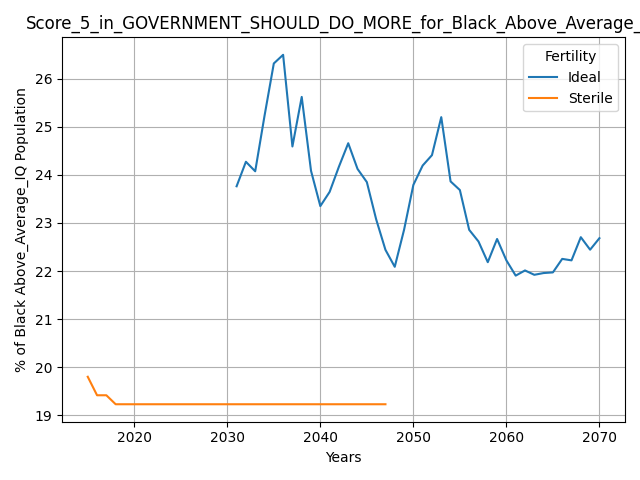 Score_5_in_GOVERNMENT_SHOULD_DO_MORE_for_Black_Above_Average_
Fertility
Ideal
Sterile
% of Black Above_Average_IQ Population
26
25
24
23
22
21
20
19
2020 2030 2040 2050 2060 2070
Years